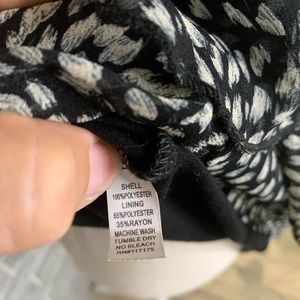 SHELL
100%POLYESTER
LINING
65%POLYESTER
35%RAYON
MACHINE WASH
TUMBLE DRY
NO BLEACH
RN#117175